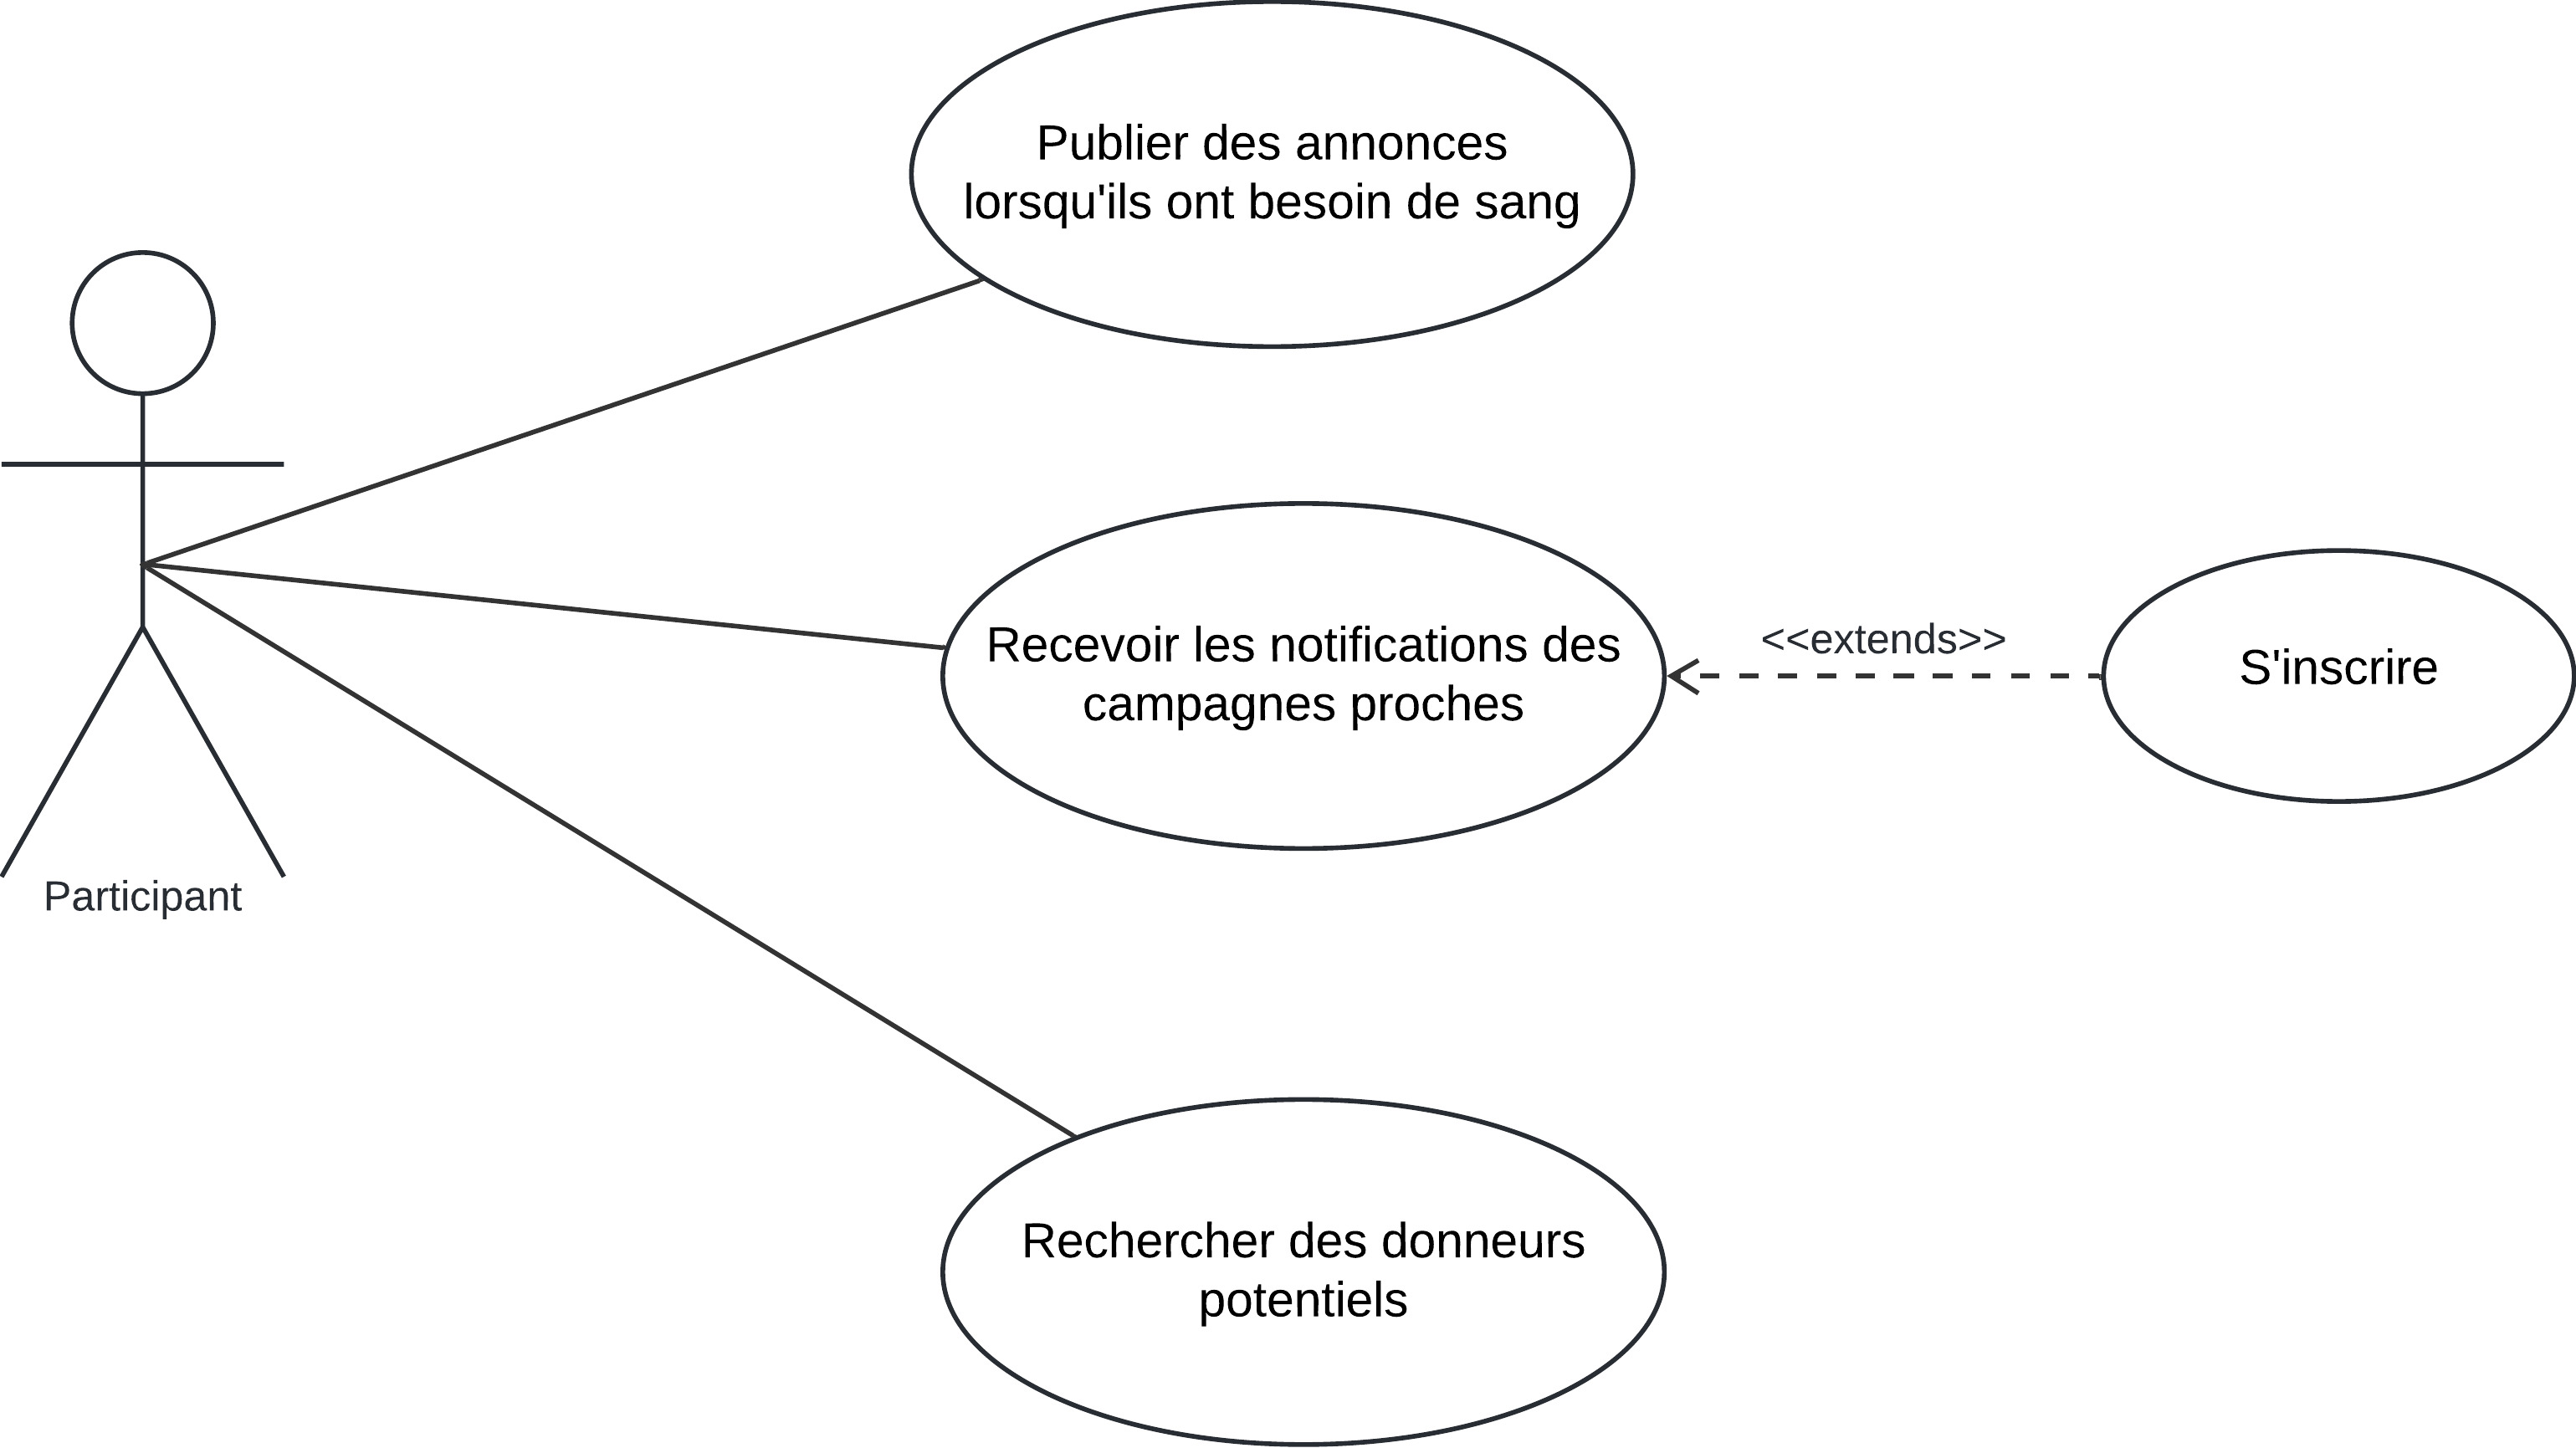 Publier des annonces
lorsqu'ils ont besoin de sang
Recevoir les notifications des
campagnes proches
<<extends>>
S'inscrire
Participant
Rechercher des donneurs
potentiels